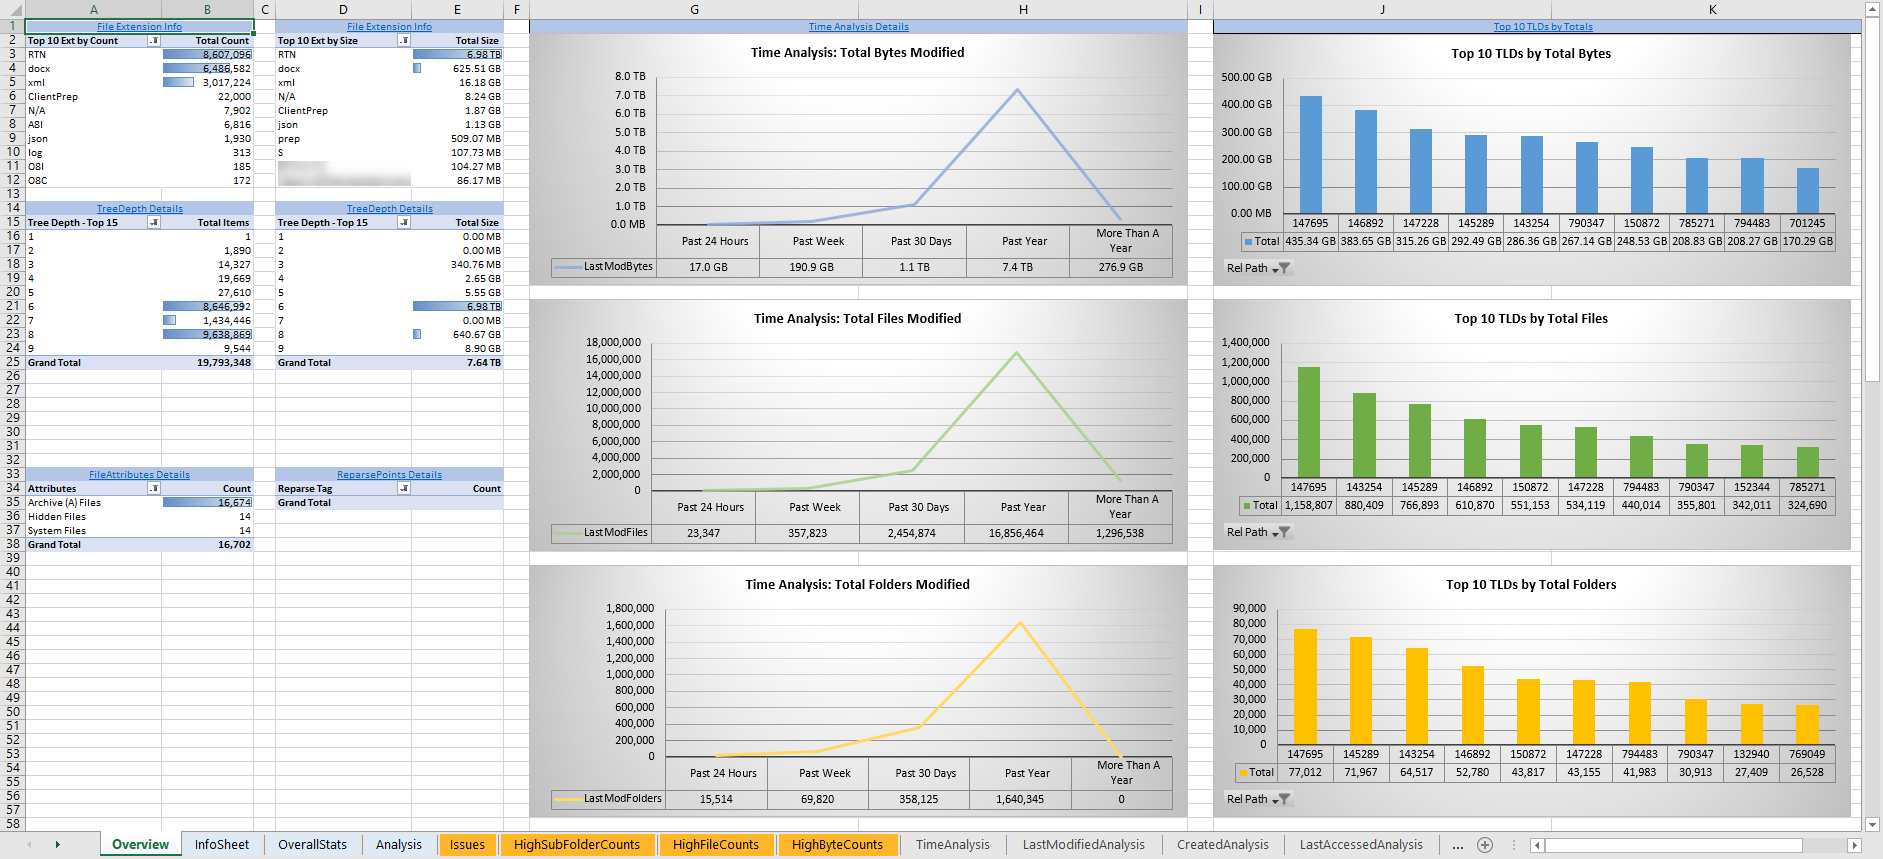 A B C D E F G H I J K
1 File Extension Info File Extension Info Time Analysis Details Top 10 TLDs by Totals
2 Top 10 Ext by Count Total Count Top 10 Ext by Size Total Size
3 RTN 8,607,096 RTN 6.98 TB
4 docx 6,486,582 docx 625.51 GB
5 xml 3,017,224 xml 16.18 GB
6 ClientPrep 22,000 N/A 8.24 GB
7 N/A 7,902 ClientPrep 1.87 GB
8 A8I 6,816 json 1.13 GB
9 json 1,930 prep 509.07 MB
10 log 313 S 107.73 MB
11 O8I 185 104.27 MB
12 O8C 172 86.17 MB
13
14 TreeDepth Details TreeDepth Details
15 Tree Depth - Top 15 Total Items Tree Depth - Top 15 Total Size
16 1 1 1 0.00 MB
17 2 1,890 2 0.00 MB
18 3 14,327 3 340.76 MB
19 4 19,669 4 2.65 GB
20 5 27,610 5 5.55 GB
21 6 8,646,992 6 6.98 TB
22 7 1,434,446 7 0.00 MB
23 8 9,638,869 8 640.67 GB
24 9 9,544 9 8.90 GB
25 Grand Total 19,793,348 Grand Total 7.64 TB
26
27
28
29
30
31
32
33 FileAttributes Details ReparsePoints Details
34 Attributes Count Reparse Tag Count
35 Archive (A) Files 16,674 Grand Total
36 Hidden Files 14
37 System Files 14
38 Grand Total 16,702
39
40
41
42
43
44
45
46
47
48
49
50
51
52
53
54
55
56
57
58
Time Analysis: Total Bytes Modified
8.0 TB
7.0 TB
6.0 TB
5.0 TB
4.0 TB
3.0 TB
2.0 TB
1.0 TB
0.0 MB
Past 24 Hours Past Week Past 30 Days Past Year More Than A
Year
LastModBytes 17.0 GB 190.9 GB 1.1 TB 7.4 TB 276.9 GB
Time Analysis: Total Files Modified
18,000,000
16,000,000
14,000,000
12,000,000
10,000,000
8,000,000
6,000,000
4,000,000
2,000,000
0
Past 24 Hours Past Week Past 30 Days Past Year More Than A
Year
LastModFiles 23,347 357,823 2,454,874 16,856,464 1,296,538
Time Analysis: Total Folders Modified
1,800,000
1,600,000
1,400,000
1,200,000
1,000,000
800,000
600,000
400,000
200,000
0
Past 24 Hours Past Week Past 30 Days Past Year More Than A
Year
LastModFolders 15,514 69,820 358,125 1,640,345 0
Top 10 TLDs by Total Bytes
500.00 GB
400.00 GB
300.00 GB
200.00 GB
100.00 GB
0.00 MB
147695 146892 147228 145289 143254 790347 150872 785271 794483 701245
Total 435.34 GB 383.65 GB 315.26 GB 292.49 GB 286.36 GB 267.14 GB 248.53 GB 208.83 GB 208.27 GB 170.29 GB
Rel Path
Top 10 TLDs by Total Files
1,400,000
1,200,000
1,000,000
800,000
600,000
400,000
200,000
0
147695 143254 145289 146892 150872 147228 794483 790347 152344 785271
Total 1,158,807 880,409 766,893 610,870 551,153 534,119 440,014 355,801 342,011 324,690
Rel Path
Top 10 TLDs by Total Folders
90,000
80,000
70,000
60,000
50,000
40,000
30,000
20,000
10,000
0
147695 145289 143254 146892 150872 147228 794483 790347 132940 769049
Total 77,012 71,967 64,517 52,780 43,817 43,155 41,983 30,913 27,409 26,528
Rel Path
Overview InfoSheet OverallStats Analysis Issues HighSubFolderCounts HighFileCounts HighByteCounts TimeAnalysis LastModifiedAnalysis CreatedAnalysis LastAccessedAnalysis ...